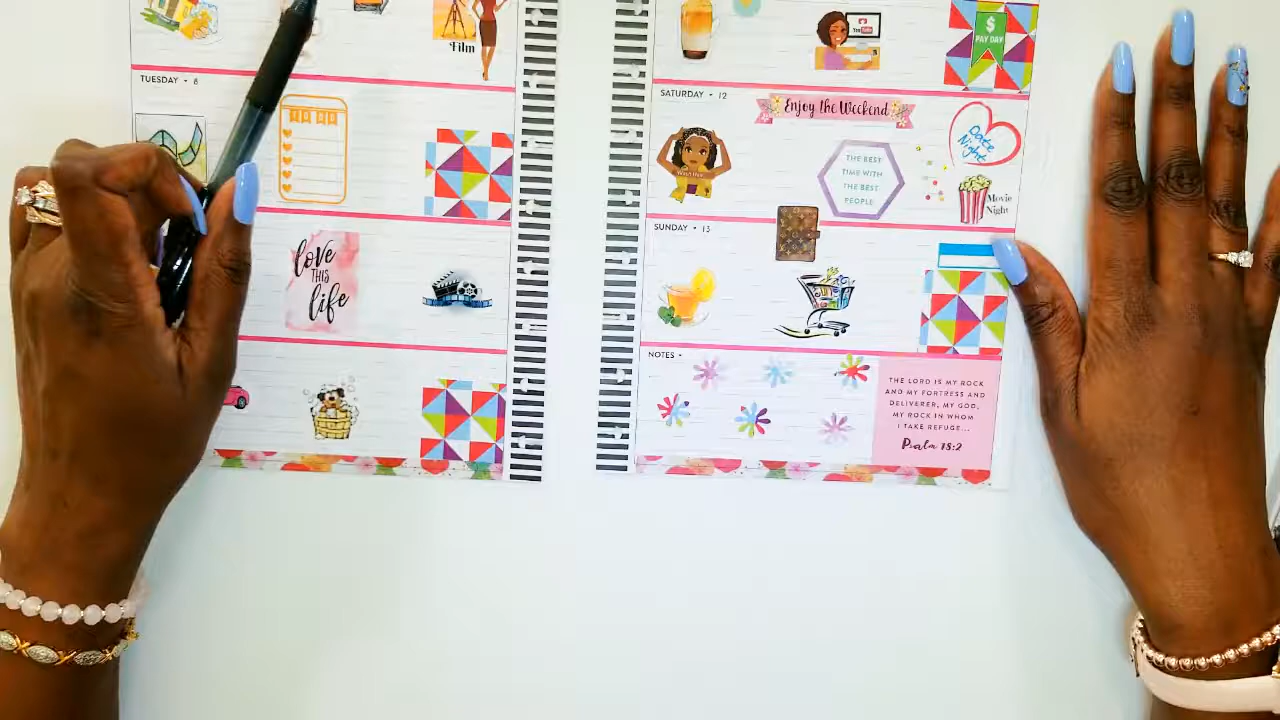 Film
TUESDAY • 8
love
THIS
life
YouTube
$
PAY DAY
SATURDAY • 12
Enjoy the Weekend
Date
Night
THE BEST
TIME WITH
THE BEST
PEOPLE
Movie
Night
SUNDAY • 13
NOTES •
THE LORD IS MY ROCK
AND MY FORTRESS AND
DELIVERER, MY GOD,
MY ROCK IN WHOM
I TAKE REFUGE...
Psalm 18:2